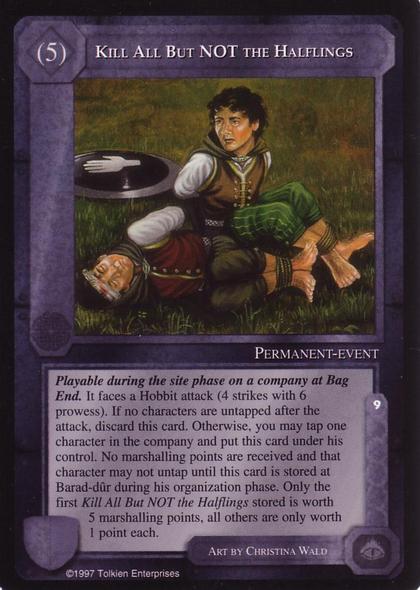 (5)
KILL ALL BUT NOT THE HALFLINGS
PERMANENT-EVENT
Playable during the site phase on a company at Bag
End. It faces a Hobbit attack (4 strikes with 6
prowess). If no characters are untapped after the
attack, discard this card. Otherwise, you may tap one
character in the company and put this card under his
control. No marshalling points are received and that
character may not untap until this card is stored at
Barad-dûr during his organization phase. Only the
first Kill All But NOT the Halflings stored is worth
5 marshalling points, all others are only worth
1 point each.
9
ART BY CHRISTINA WALD
©1997 Tolkien Enterprises